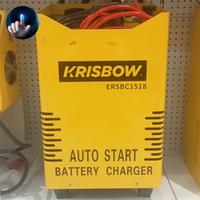 KRISBOW
ERSBC1518
AUTO START
BATTERY CHARGER